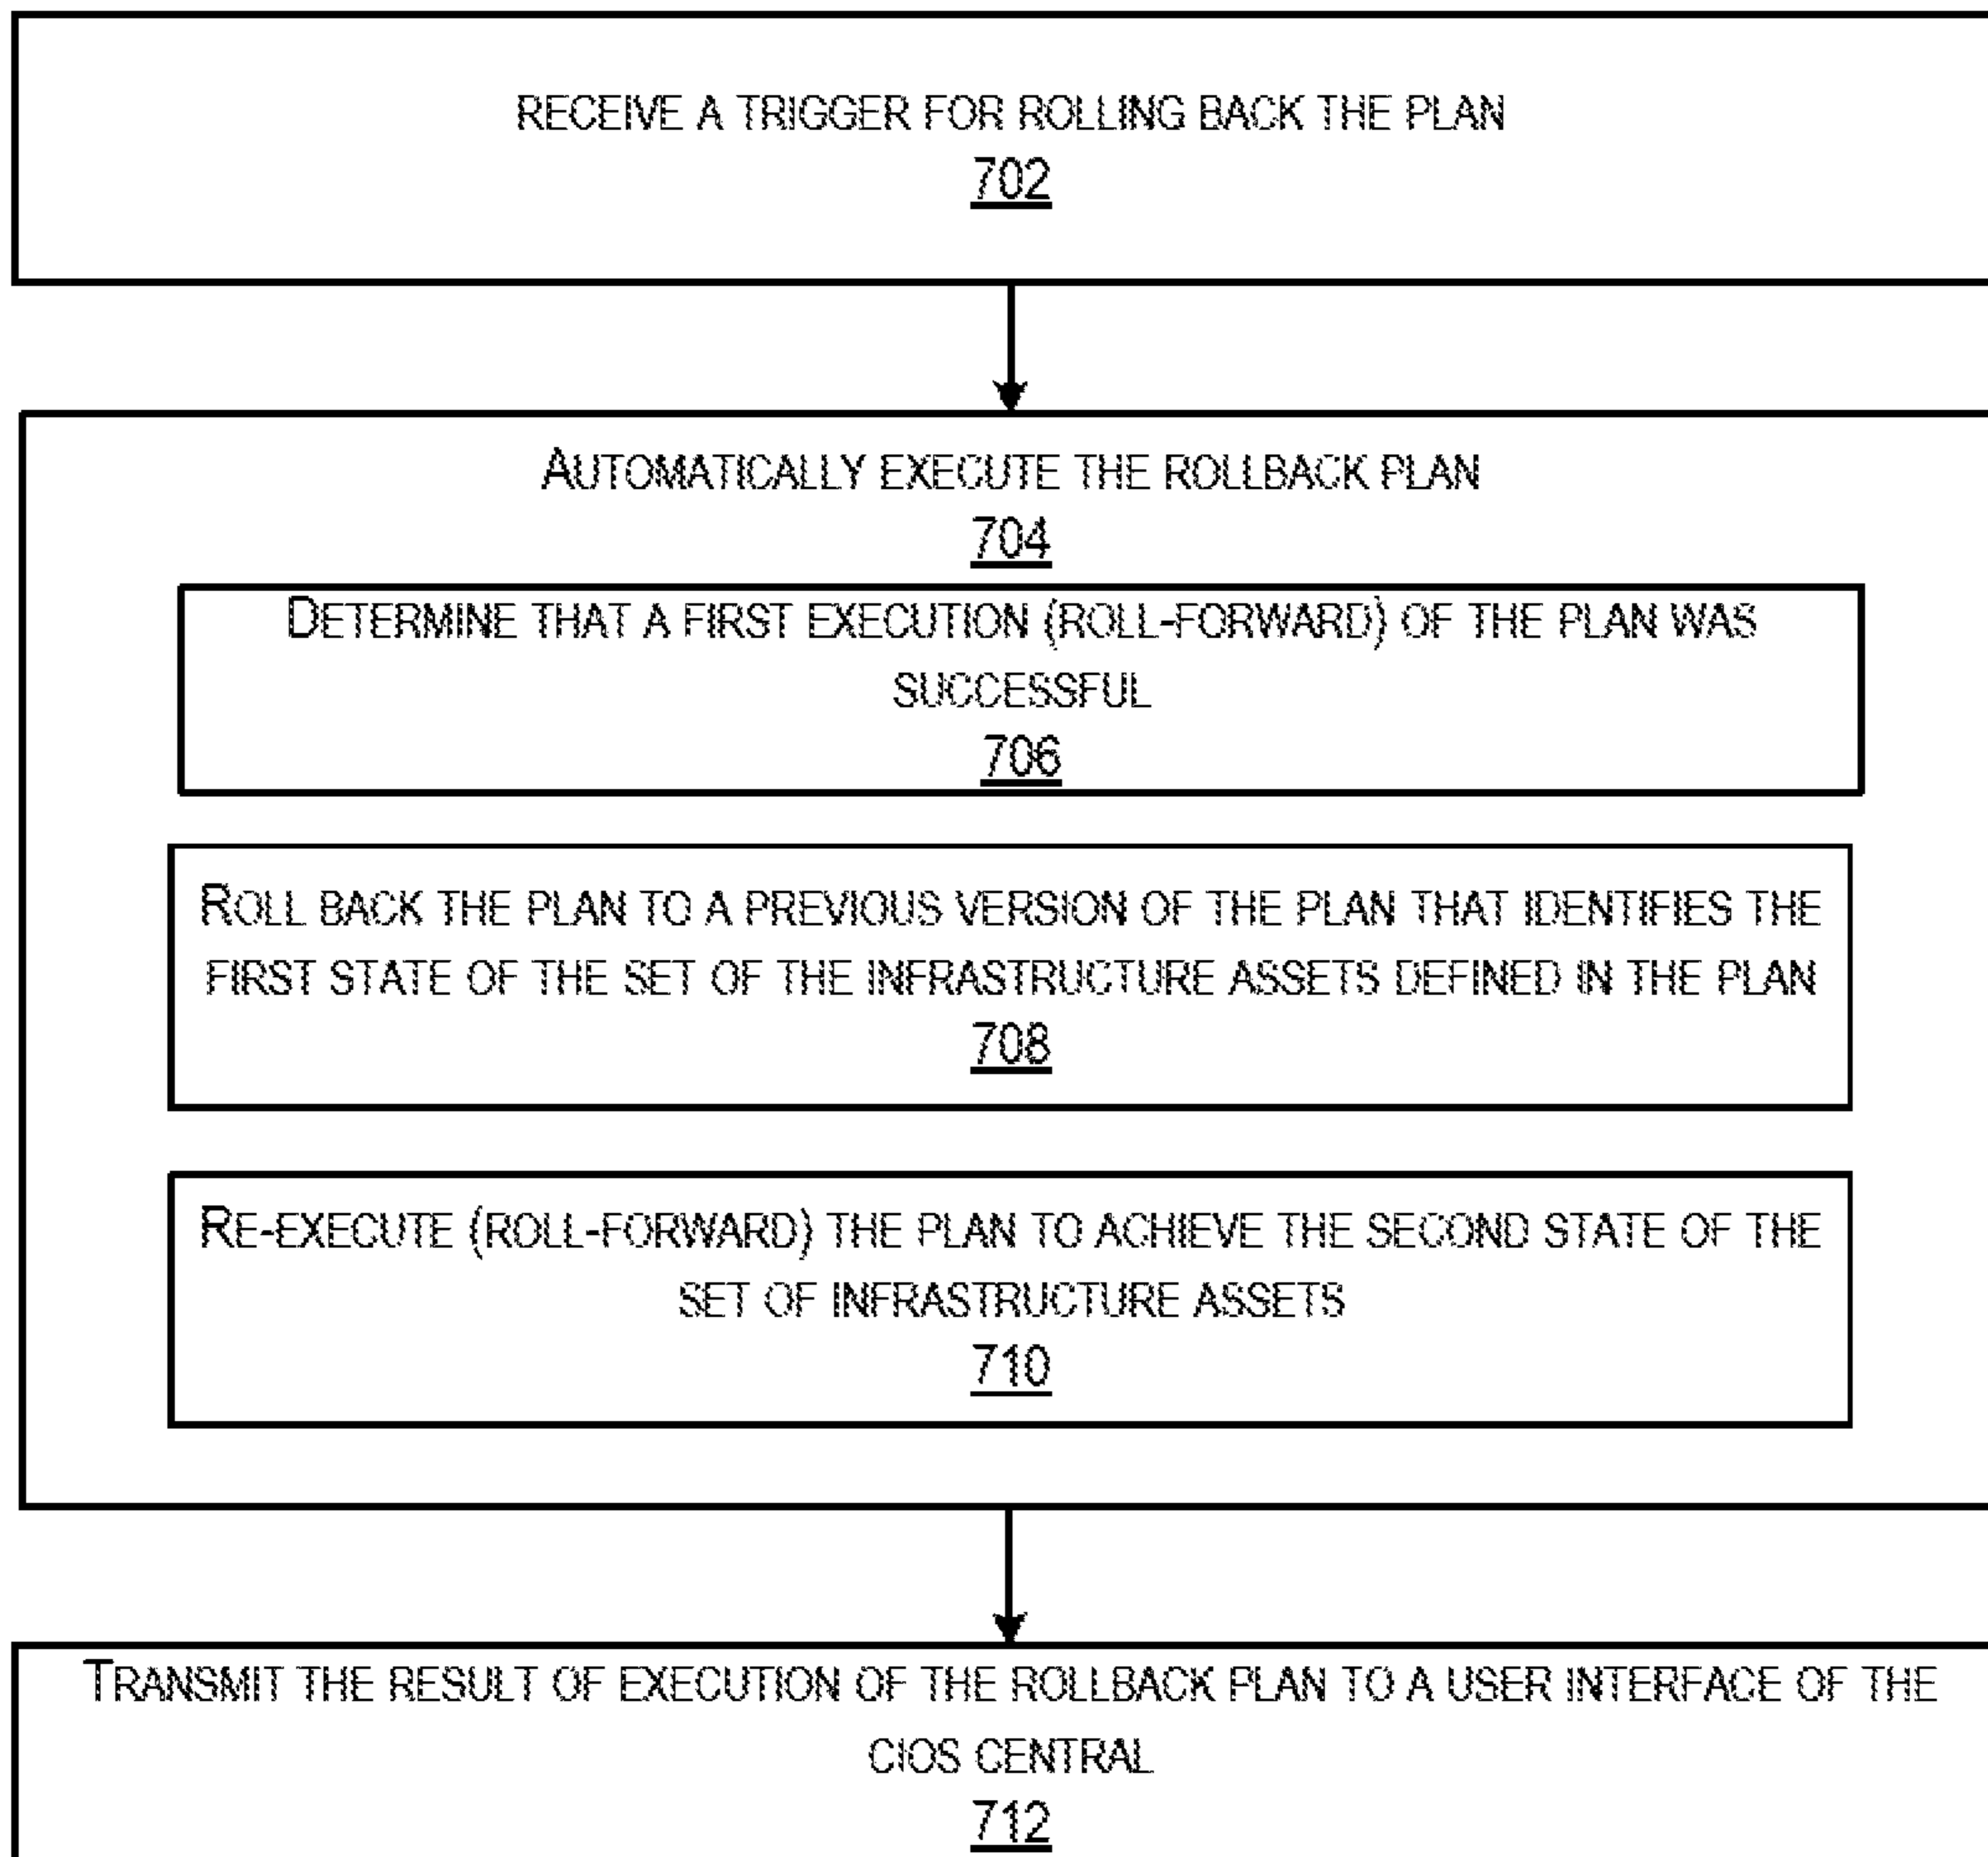 RECEIVE A TRIGGER FOR ROLLING BACK THE PLAN
702
AUTOMATICALLY EXECUTE THE ROLLBACK PLAN
704
DETERMINE THAT A FIRST EXECUTION (ROLL-FORWARD) OF THE PLAN WAS
SUCCESSFUL
706
ROLL BACK THE PLAN TO A PREVIOUS VERSION OF THE PLAN THAT IDENTIFIES THE
FIRST STATE OF THE SET OF THE INFRASTRUCTURE ASSETS DEFINED IN THE PLAN
708
RE-EXECUTE (ROLL-FORWARD) THE PLAN TO ACHIEVE THE SECOND STATE OF THE
SET OF INFRASTRUCTURE ASSETS
710
TRANSMIT THE RESULT OF EXECUTION OF THE ROLLBACK PLAN TO A USER INTERFACE OF THE
CIOS CENTRAL
712